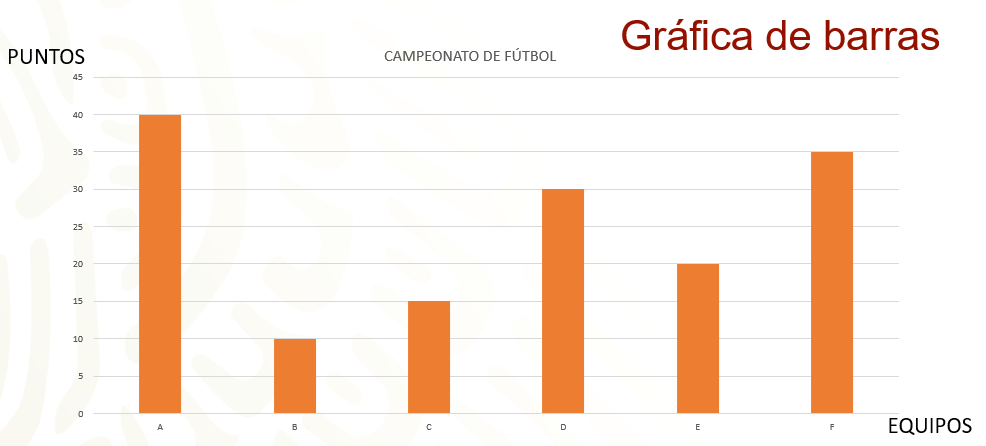 Gráfica de barras
PUNTOS
CAMPEONATO DE FÚTBOL
45
40
35
30
25
20
15
10
5
0
A B C D E F
EQUIPOS